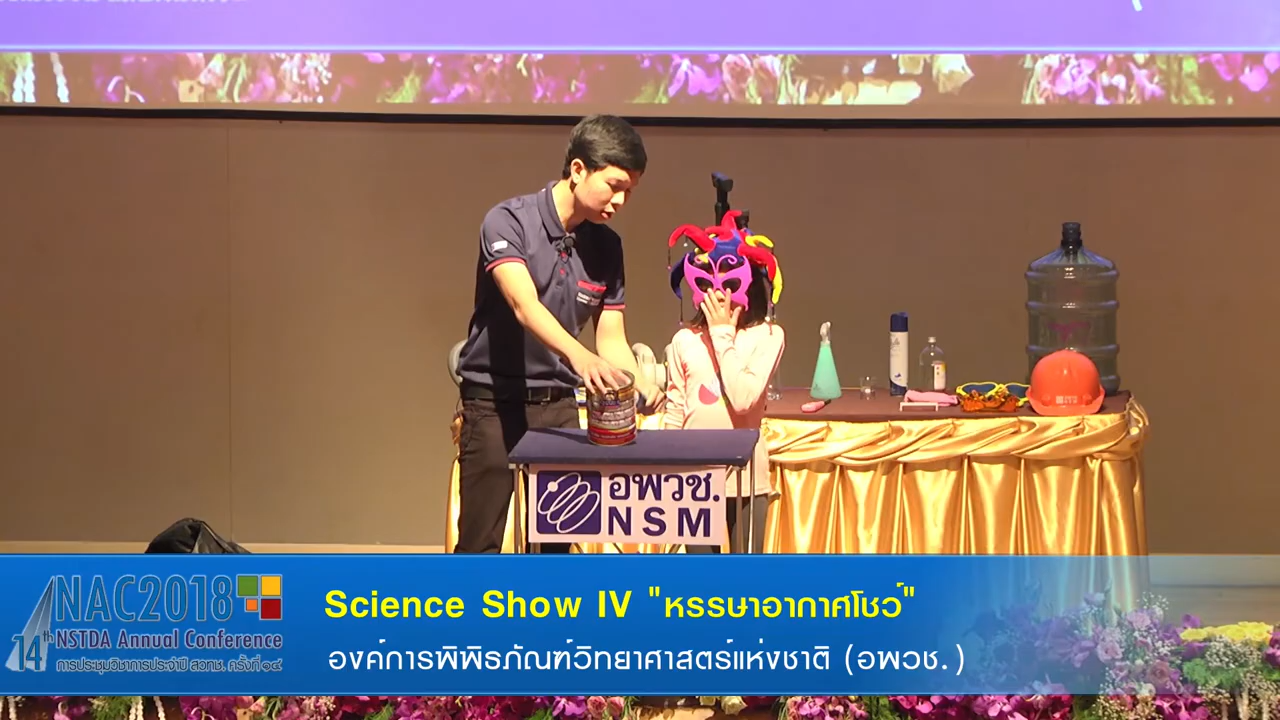 อพวช.
NSM
NAC2018
14th NSTDA Annual Conference
การประชุมวิชาการประจำปี สวทช. ครั้งที่ ๑๔
Science Show IV "หรรษาอากาศโชว์"
องค์การพิพิธภัณฑ์วิทยาศาสตร์แห่งชาติ (อพวช.)